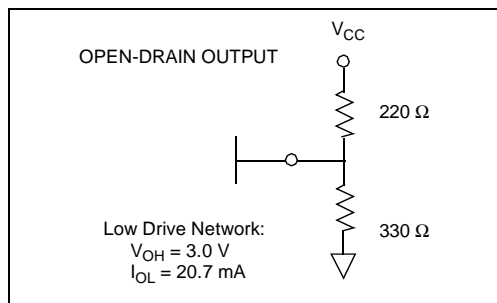 V_CC
OPEN-DRAIN OUTPUT
220 Ω
330 Ω
Low Drive Network:
V_OH = 3.0 V
I_OL = 20.7 mA